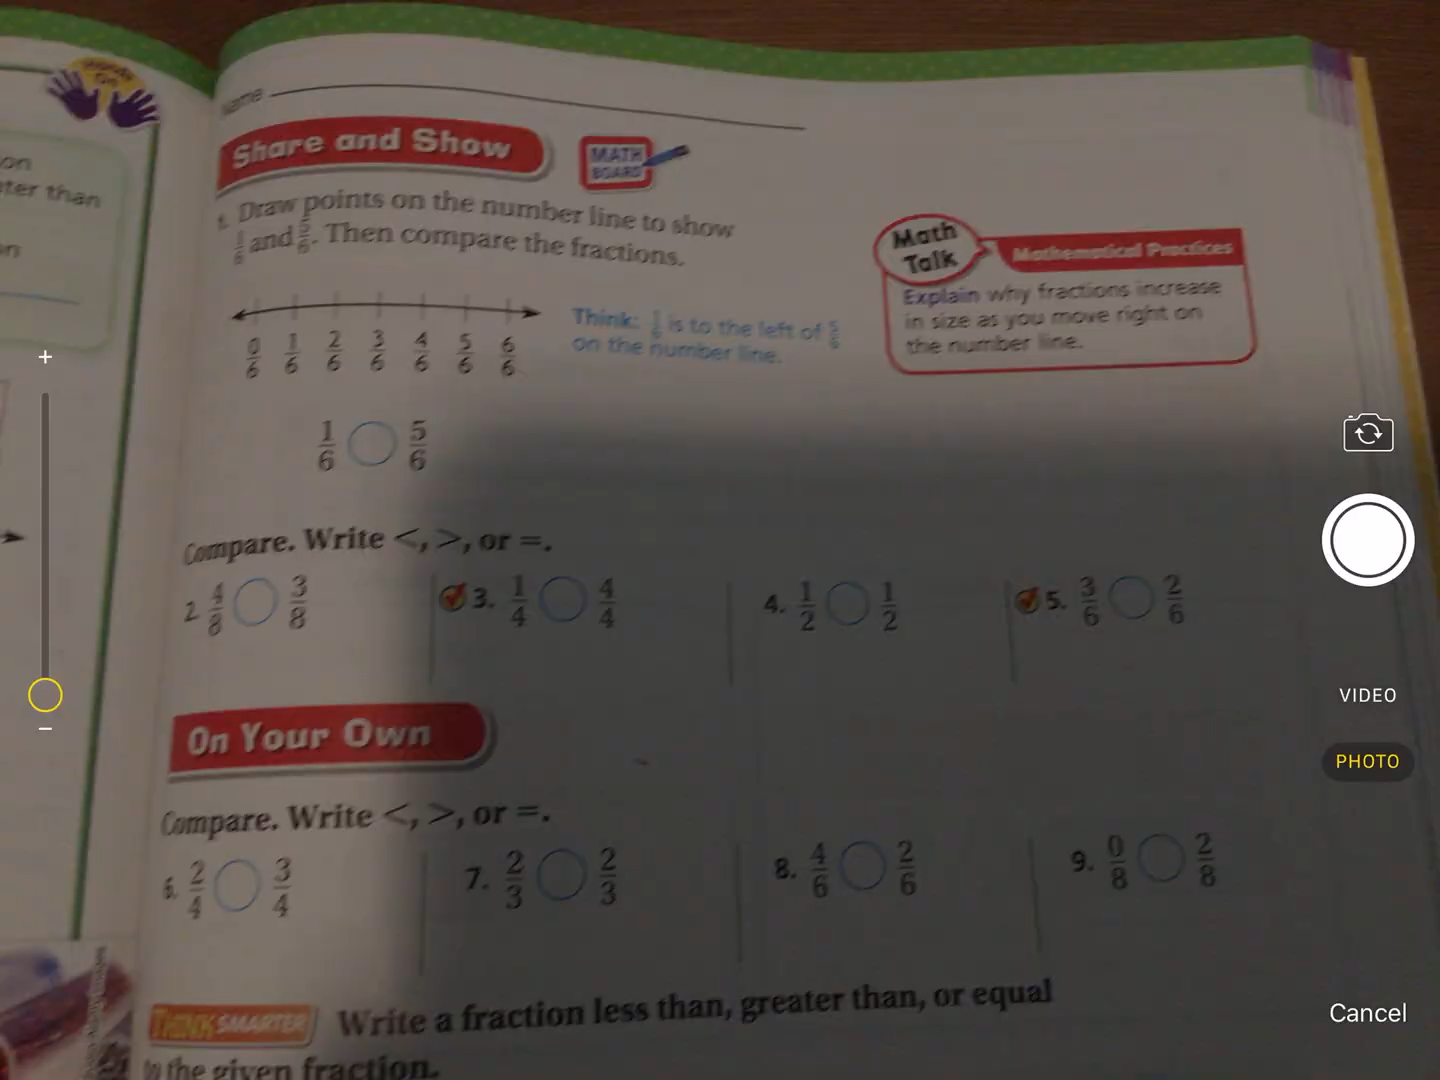 on
ter than
n
Hands
On
Name
Share and Show
MATH
BOARD
1. Draw points on the number line to show
1/6 and 5/6. Then compare the fractions.
0/6 1/6 2/6 3/6 4/6 5/6 6/6
Think: 1/6 is to the left of 5/6
on the number line.
Math
Talk
Mathematical Practices
Explain why fractions increase
in size as you move right on
the number line.
1/6 ○ 5/6
Compare. Write <, >, or =.
2. 4/8 ○ 3/8 3. 1/4 ○ 4/4 4. 1/2 ○ 1/2 5. 3/6 ○ 2/6
On Your Own
Compare. Write <, >, or =.
6. 2/4 ○ 3/4 7. 2/3 ○ 2/3 8. 4/6 ○ 2/6 9. 0/8 ○ 2/8
THINK SMARTER Write a fraction less than, greater than, or equal
to the given fraction.
VIDEO
PHOTO
Cancel